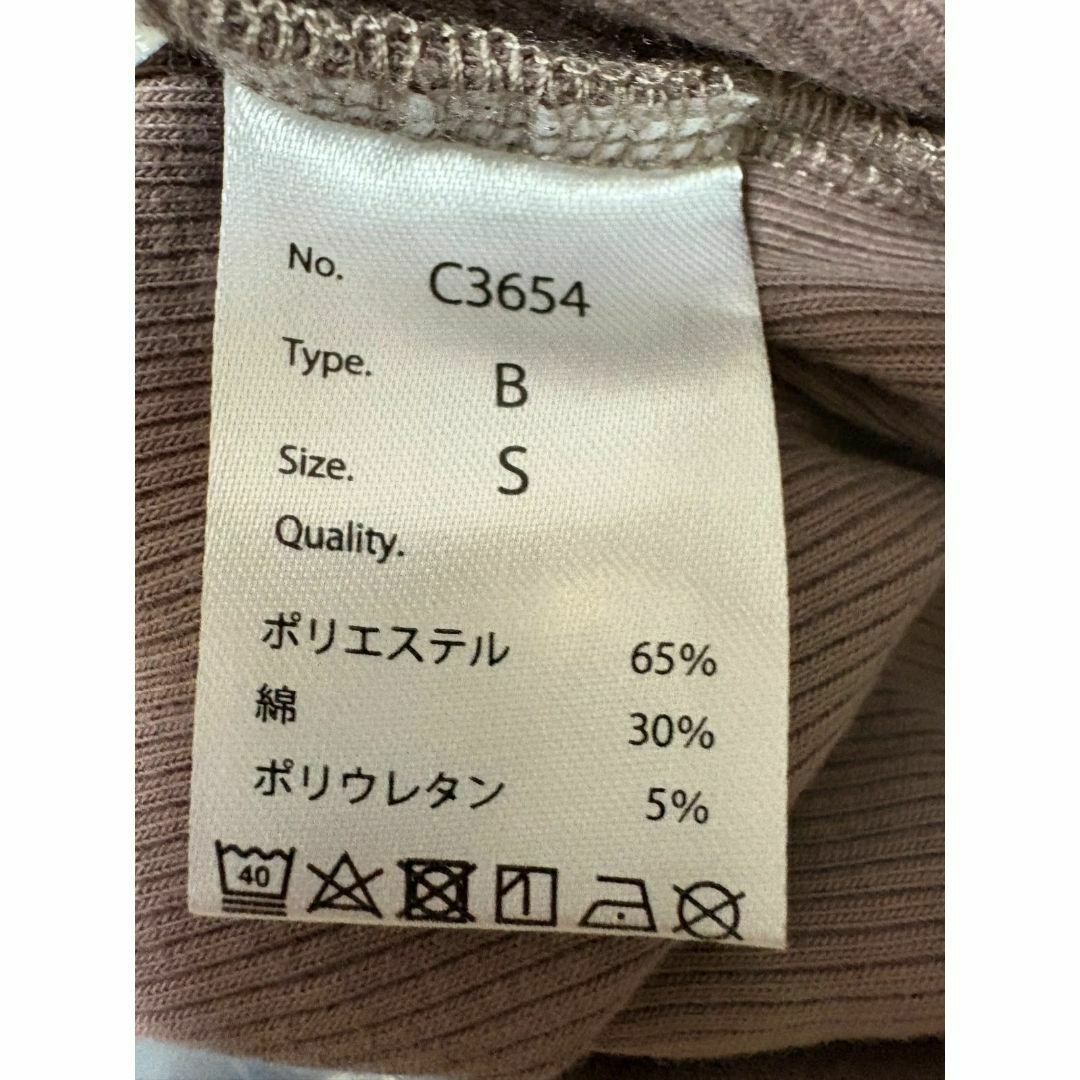 No. C3654
Type. B
Size. S
Quality.
ポリエステル 65%
綿 30%
ポリウレタン 5%
40